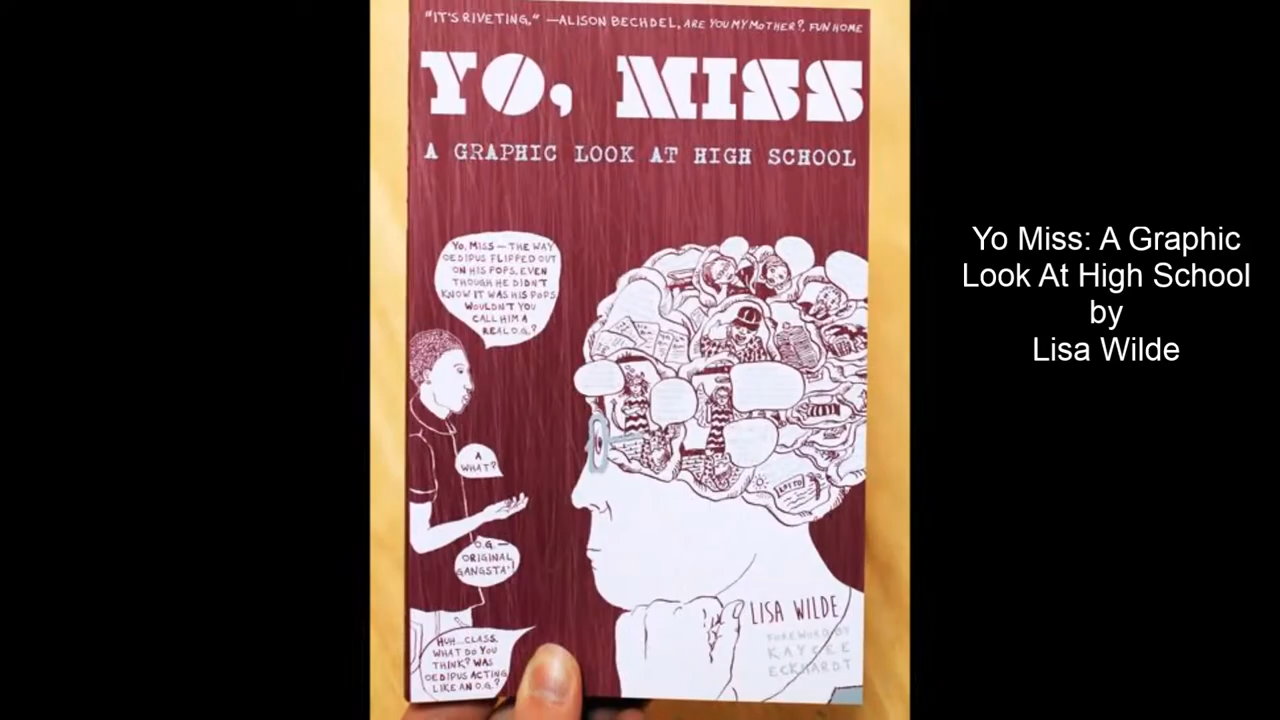 "IT'S RIVETING." —ALISON BECHDEL, ARE YOU MY MOTHER?, FUN HOME
YO, MISS
A GRAPHIC LOOK AT HIGH SCHOOL
YO, MISS — THE WAY
OEDIPUS FLIPPED OUT
ON HIS POPS, EVEN
THOUGH HE DIDN'T
KNOW IT WAS HIS POPS,
WOULDN'T YOU
CALL HIM A
REAL O.G.?
A
WHAT?
O.G. —
ORIGINAL
GANGSTA'!
HUH...CLASS,
WHAT DO YOU
THINK? WAS
OEDIPUS ACTING
LIKE AN O.G.?
LOTTO
LISA WILDE
FOREWORD BY
KAYCEE
ECKHARDT
Yo Miss: A Graphic
Look At High School
by
Lisa Wilde